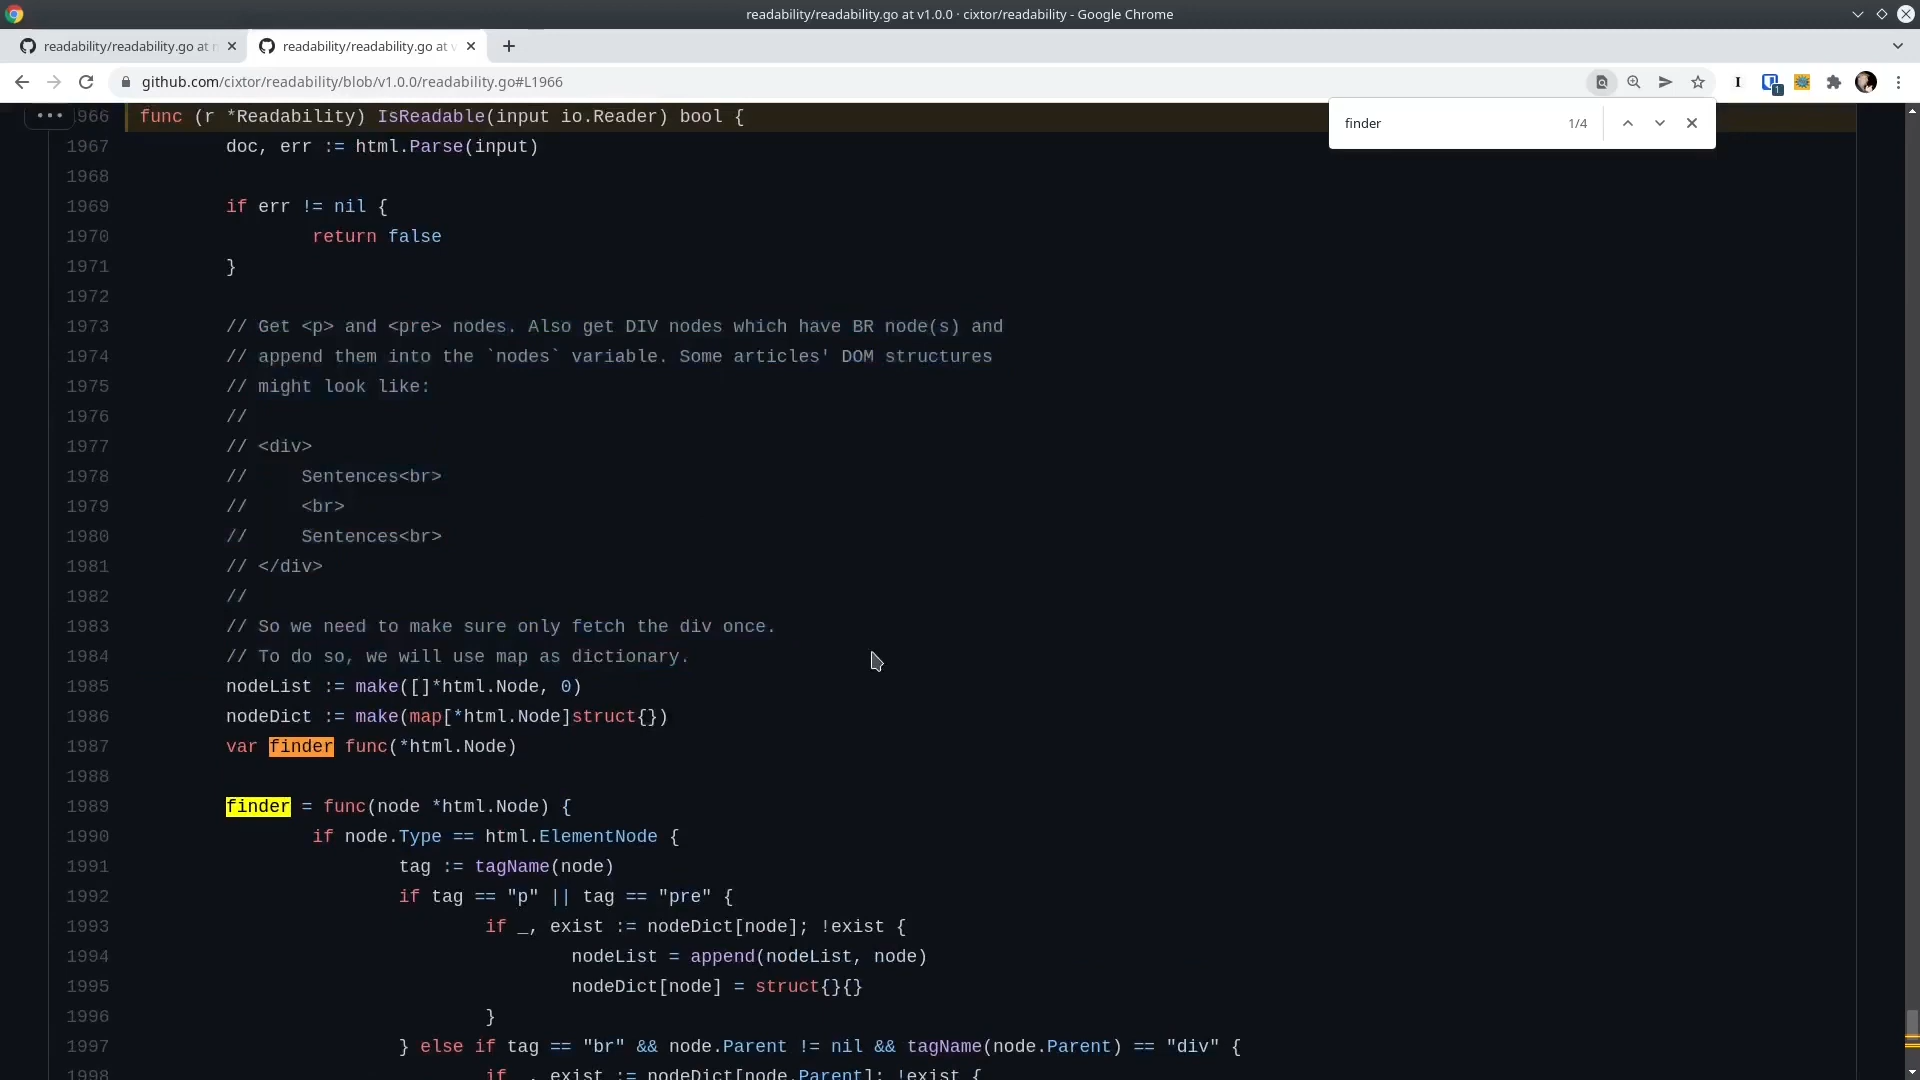 readability/readability.go at v1.0.0 · cixtor/readability - Google Chrome
readability/readability.go at
readability/readability.go at v
github.com/cixtor/readability/blob/v1.0.0/readability.go#L1966
finder 1/4
966 func (r *Readability) IsReadable(input io.Reader) bool {
1967 doc, err := html.Parse(input)
1968
1969 if err != nil {
1970 return false
1971 }
1972
1973 // Get <p> and <pre> nodes. Also get DIV nodes which have BR node(s) and
1974 // append them into the `nodes` variable. Some articles' DOM structures
1975 // might look like:
1976 //
1977 // <div>
1978 //     Sentences<br>
1979 //     <br>
1980 //     Sentences<br>
1981 // </div>
1982 //
1983 // So we need to make sure only fetch the div once.
1984 // To do so, we will use map as dictionary.
1985 nodeList := make([]*html.Node, 0)
1986 nodeDict := make(map[*html.Node]struct{})
1987 var finder func(*html.Node)
1988
1989 finder = func(node *html.Node) {
1990 if node.Type == html.ElementNode {
1991 tag := tagName(node)
1992 if tag == "p" || tag == "pre" {
1993 if _, exist := nodeDict[node]; !exist {
1994 nodeList = append(nodeList, node)
1995 nodeDict[node] = struct{}{}
1996 }
1997 } else if tag == "br" && node.Parent != nil && tagName(node.Parent) == "div" {
1998 if _, exist := nodeDict[node.Parent]; !exist {